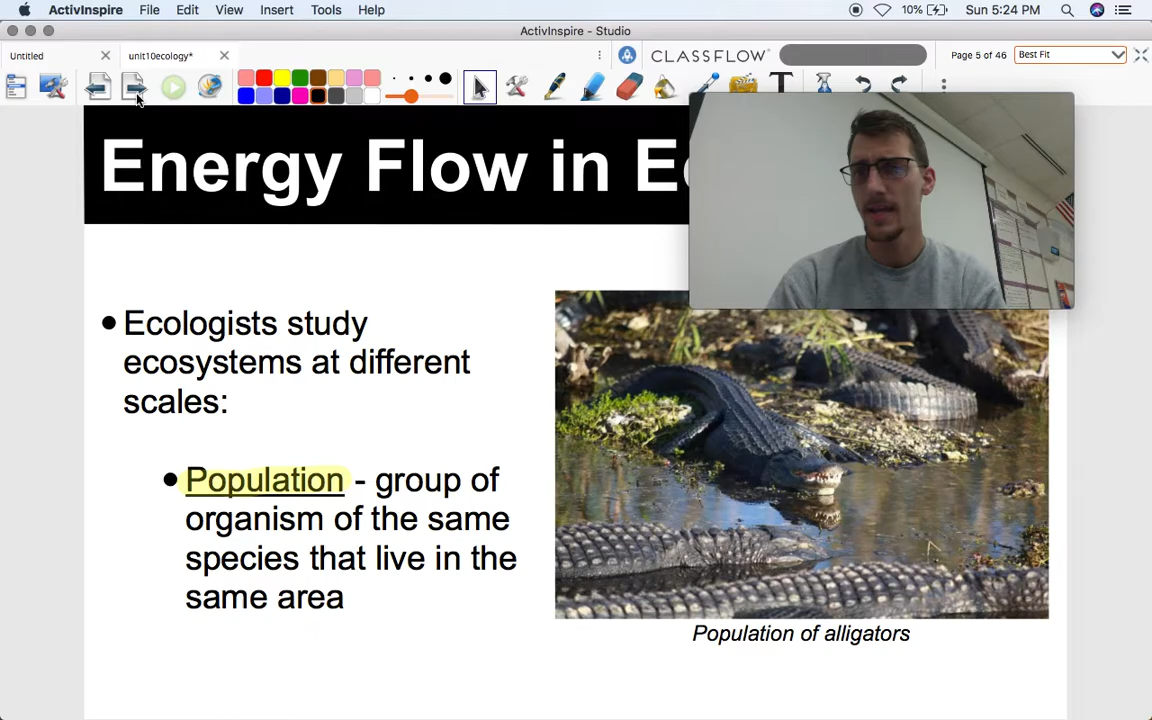 ActivInspire File Edit View Insert Tools Help 10% Sun 5:24 PM
ActivInspire - Studio
Untitled unit10ecology* CLASSFLOW Page 5 of 46 Best Fit
Energy Flow in Ec
• Ecologists study
ecosystems at different
scales:
• Population - group of
organism of the same
species that live in the
same area
Population of alligators